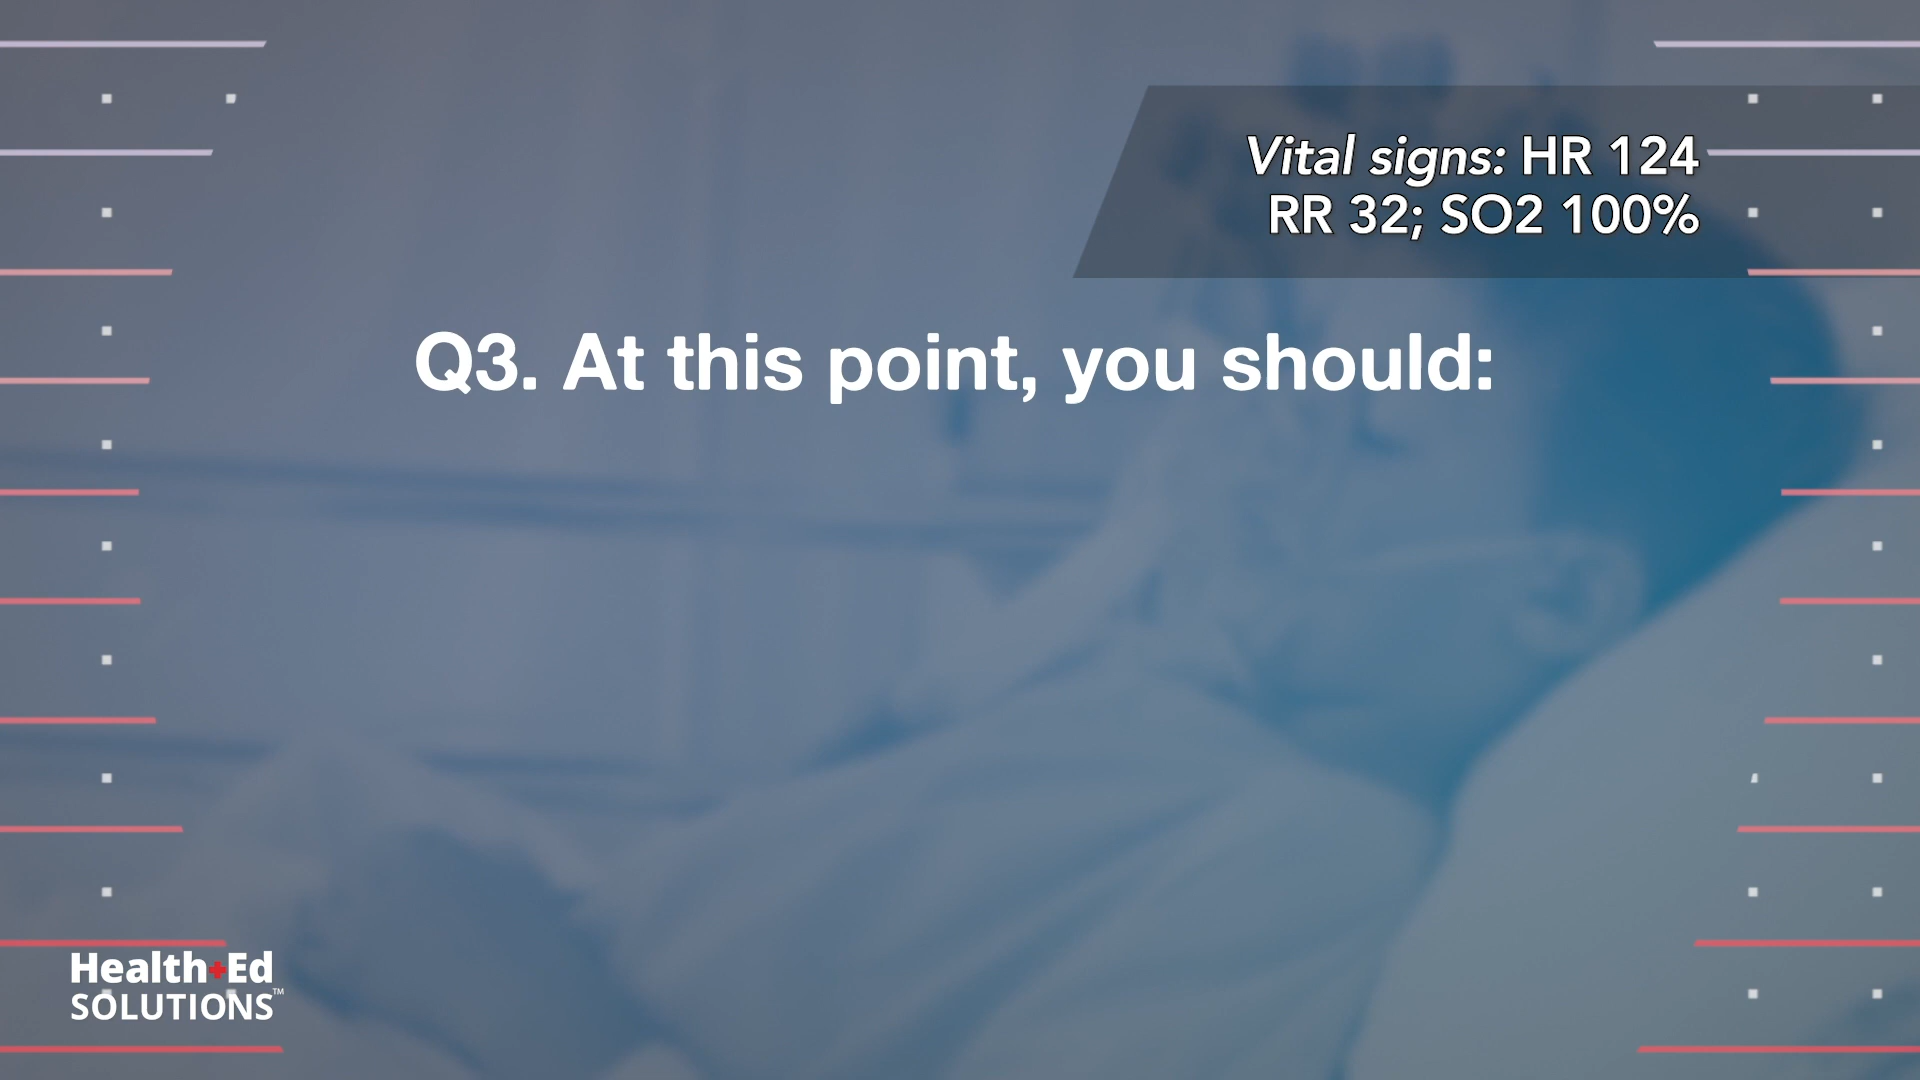 Vital signs: HR 124
RR 32; SO2 100%
Q3. At this point, you should:
Health+Ed
SOLUTIONS™